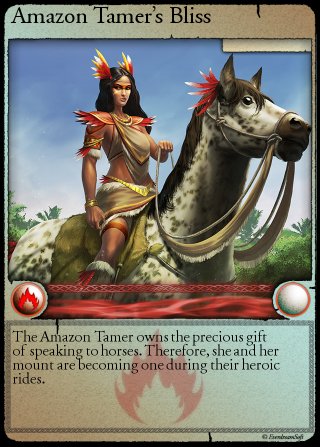 Amazon Tamer's Bliss
The Amazon Tamer owns the precious gift
of speaking to horses. Therefore, she and her
mount are becoming one during their heroic
rides.
© EverdreamSoft